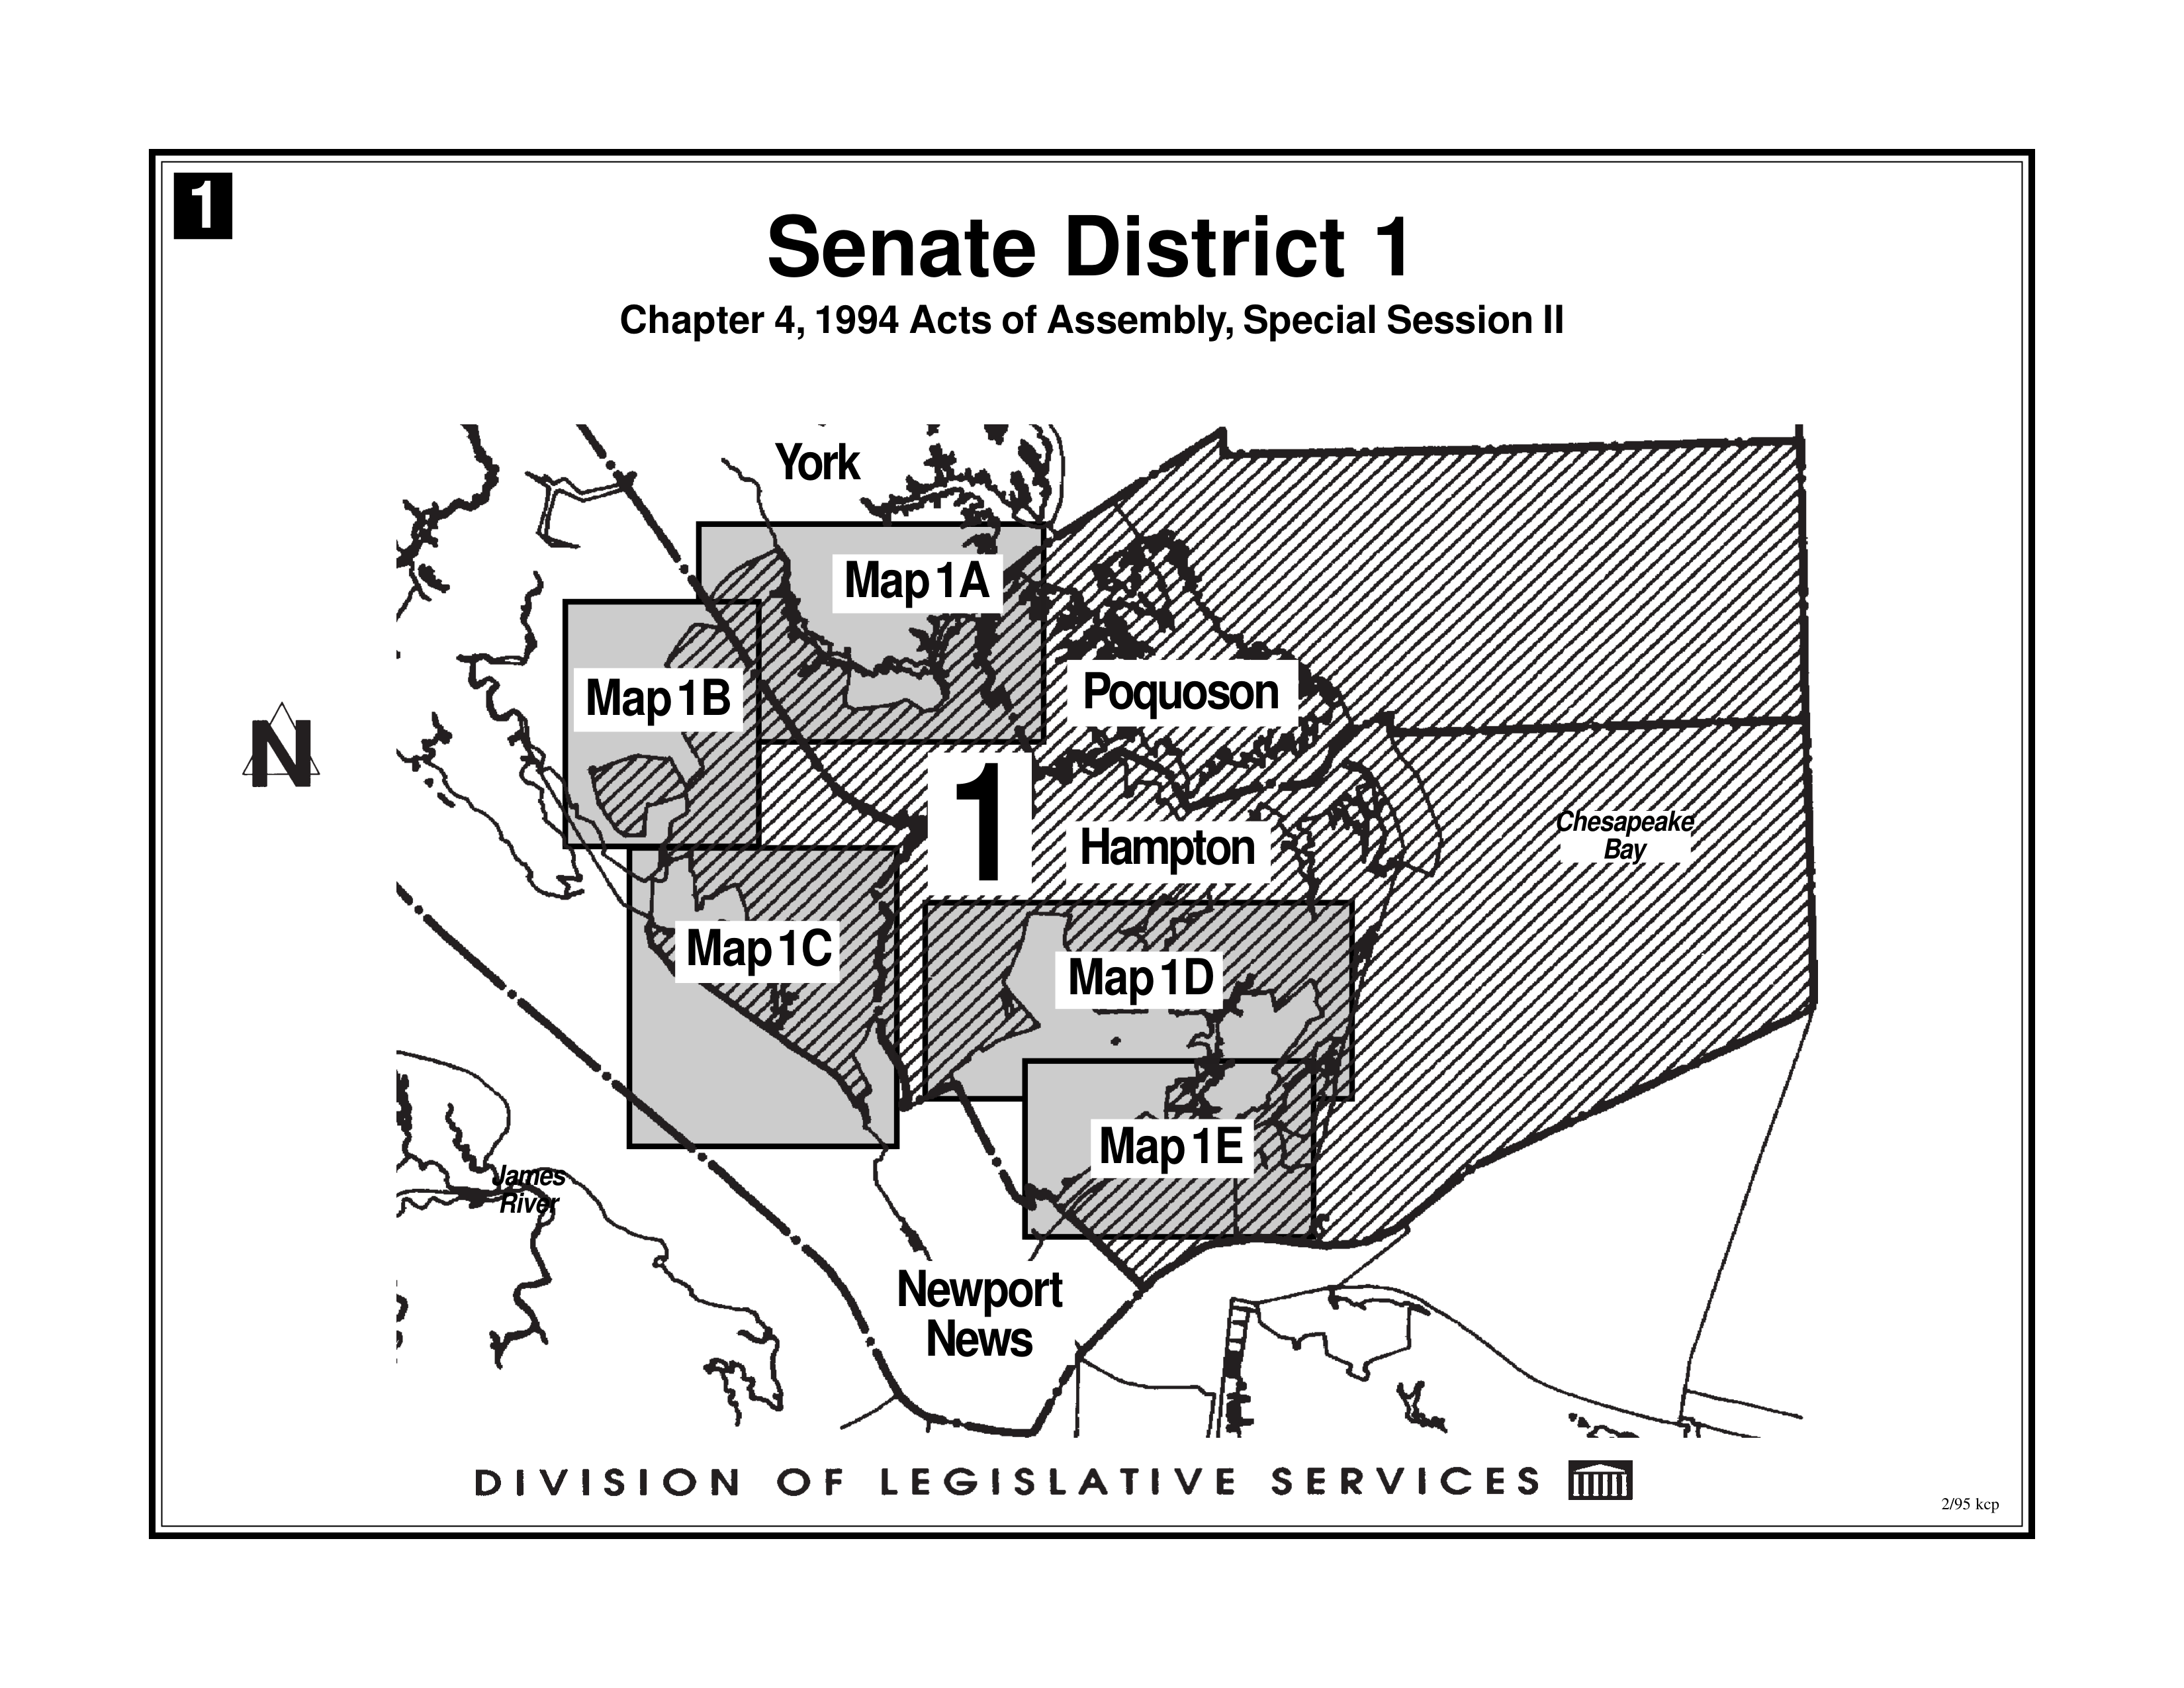 1
Senate District 1
Chapter 4, 1994 Acts of Assembly, Special Session II
York
Map 1A
Map 1B
Poquoson
N
1
Chesapeake
Bay
Hampton
Map 1C
Map 1D
Map 1E
James
River
Newport
News
DIVISION OF LEGISLATIVE SERVICES
2/95 kcp